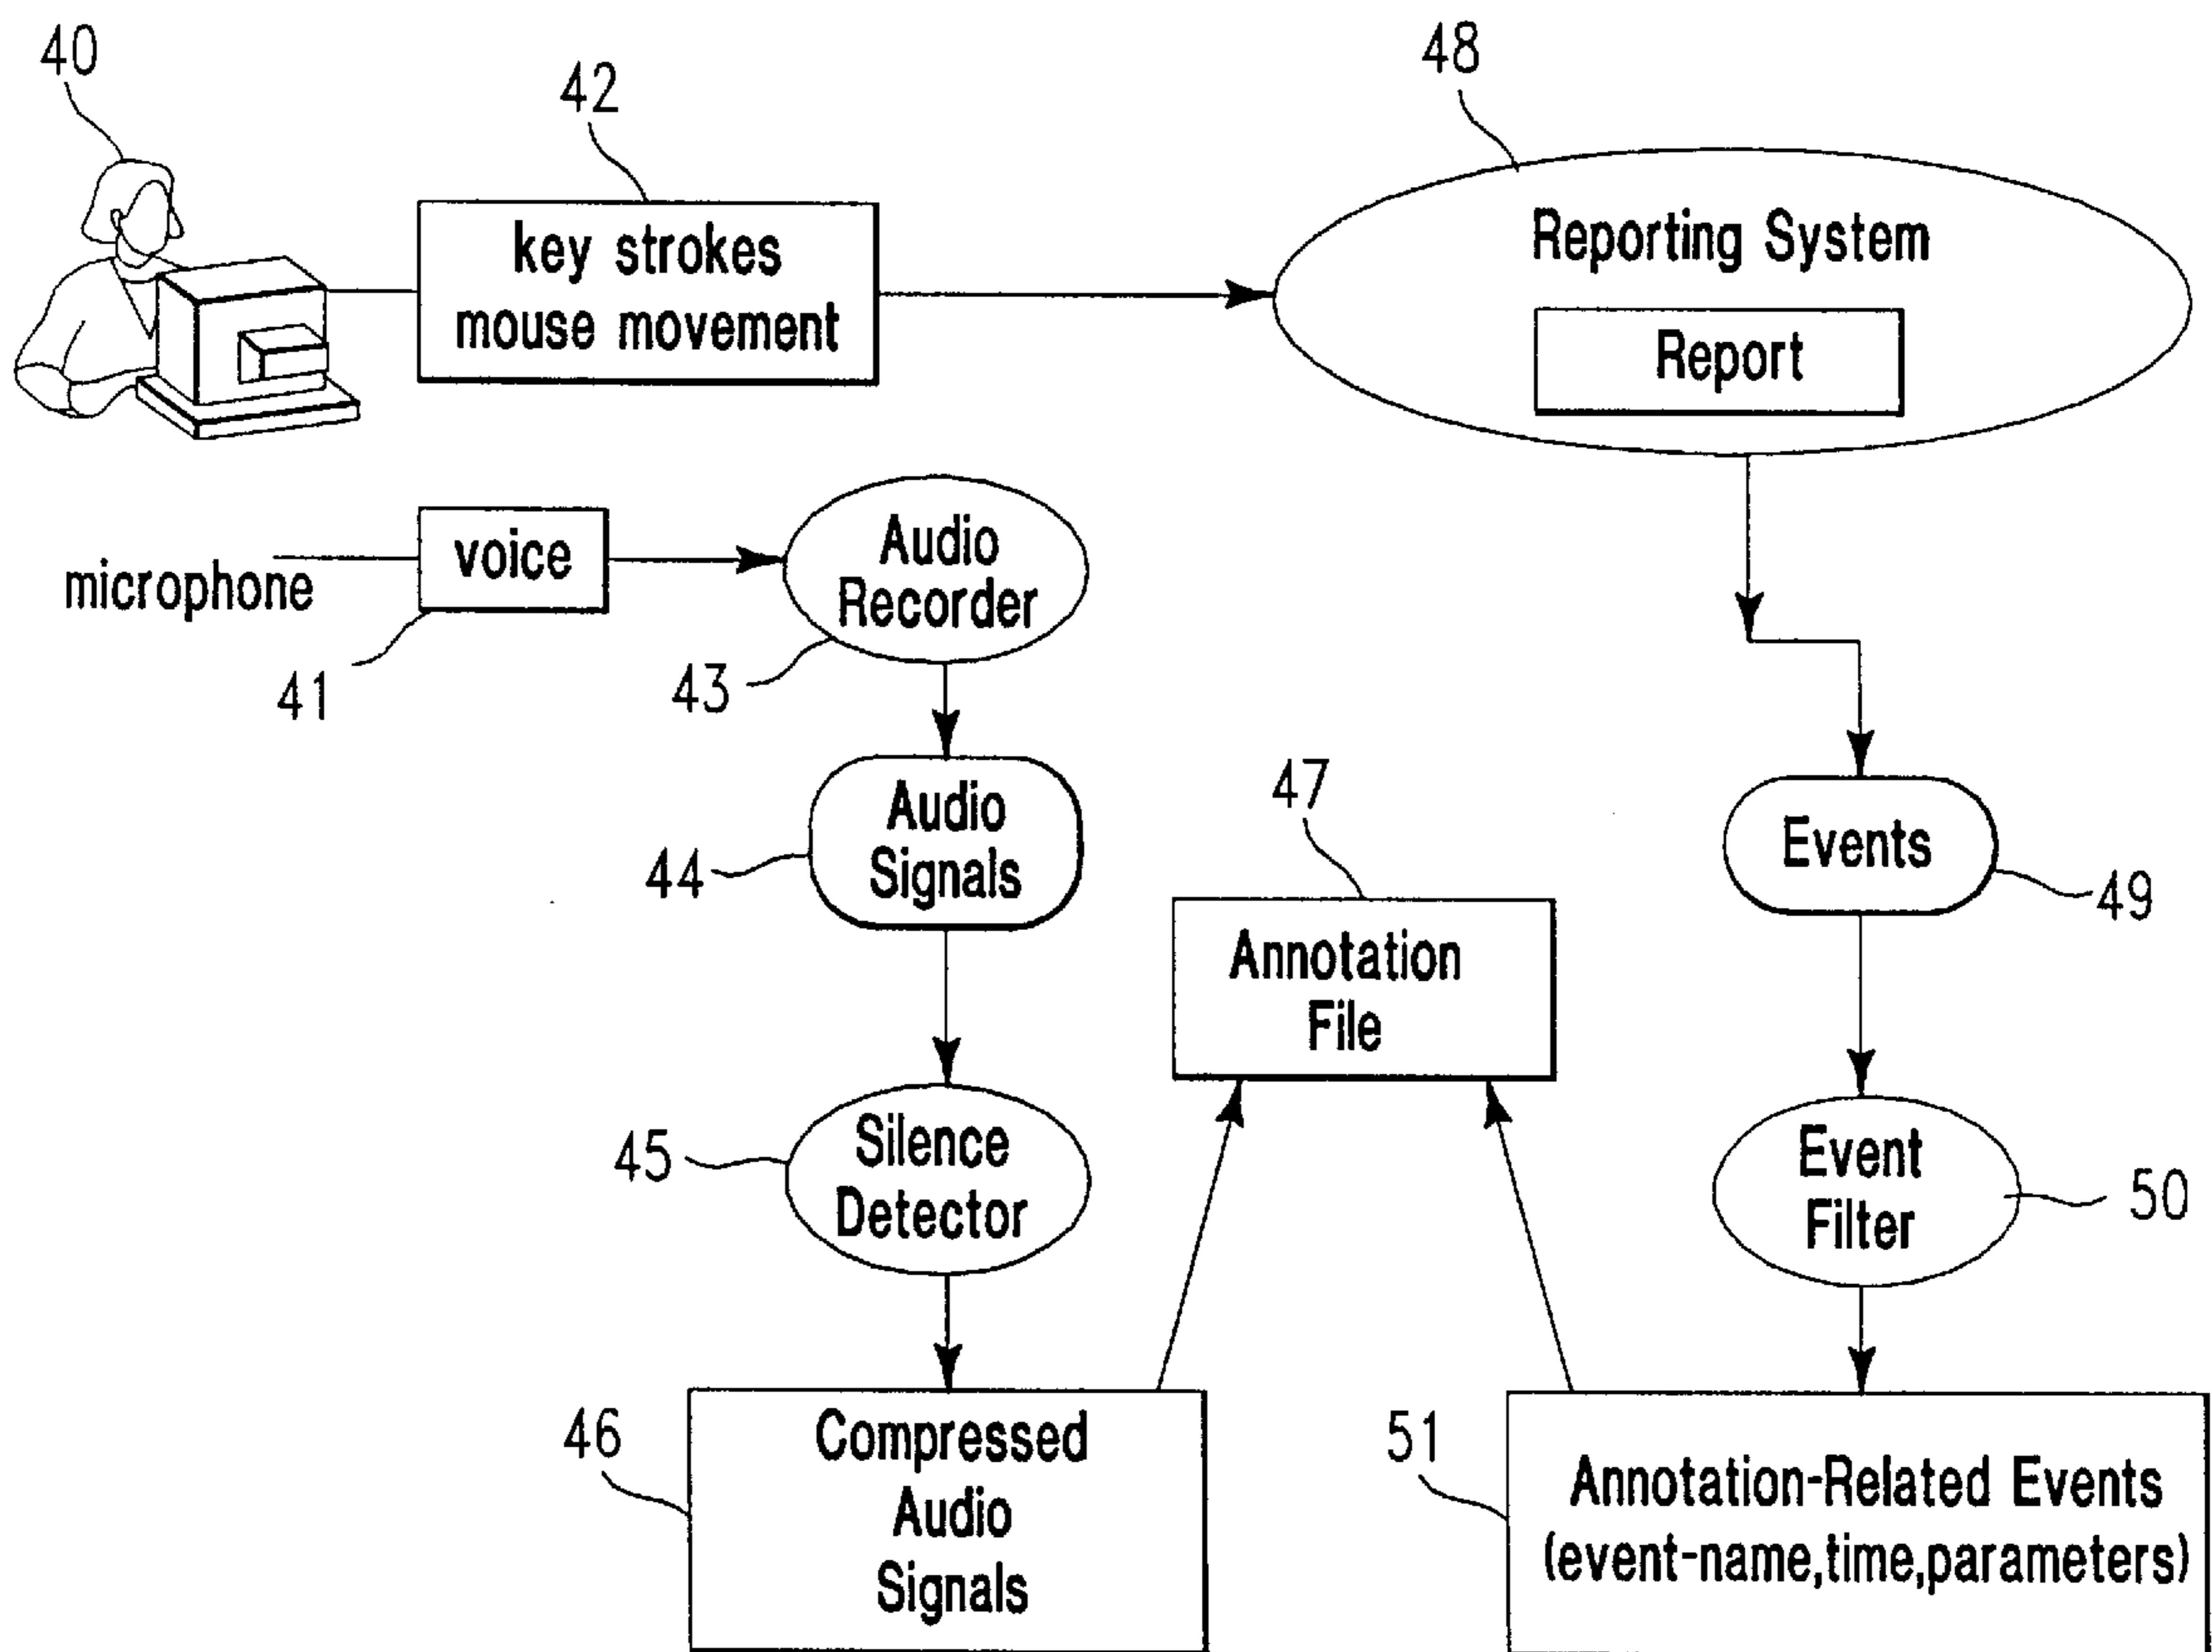 40
42
48
key strokes
mouse movement
Reporting System
Report
microphone
voice
41
Audio
Recorder
43
Audio
Signals
44
47
Annotation
File
Events
49
Silence
Detector
45
Event
Filter
50
46
Compressed
Audio
Signals
51
Annotation-Related Events
(event-name,time,parameters)